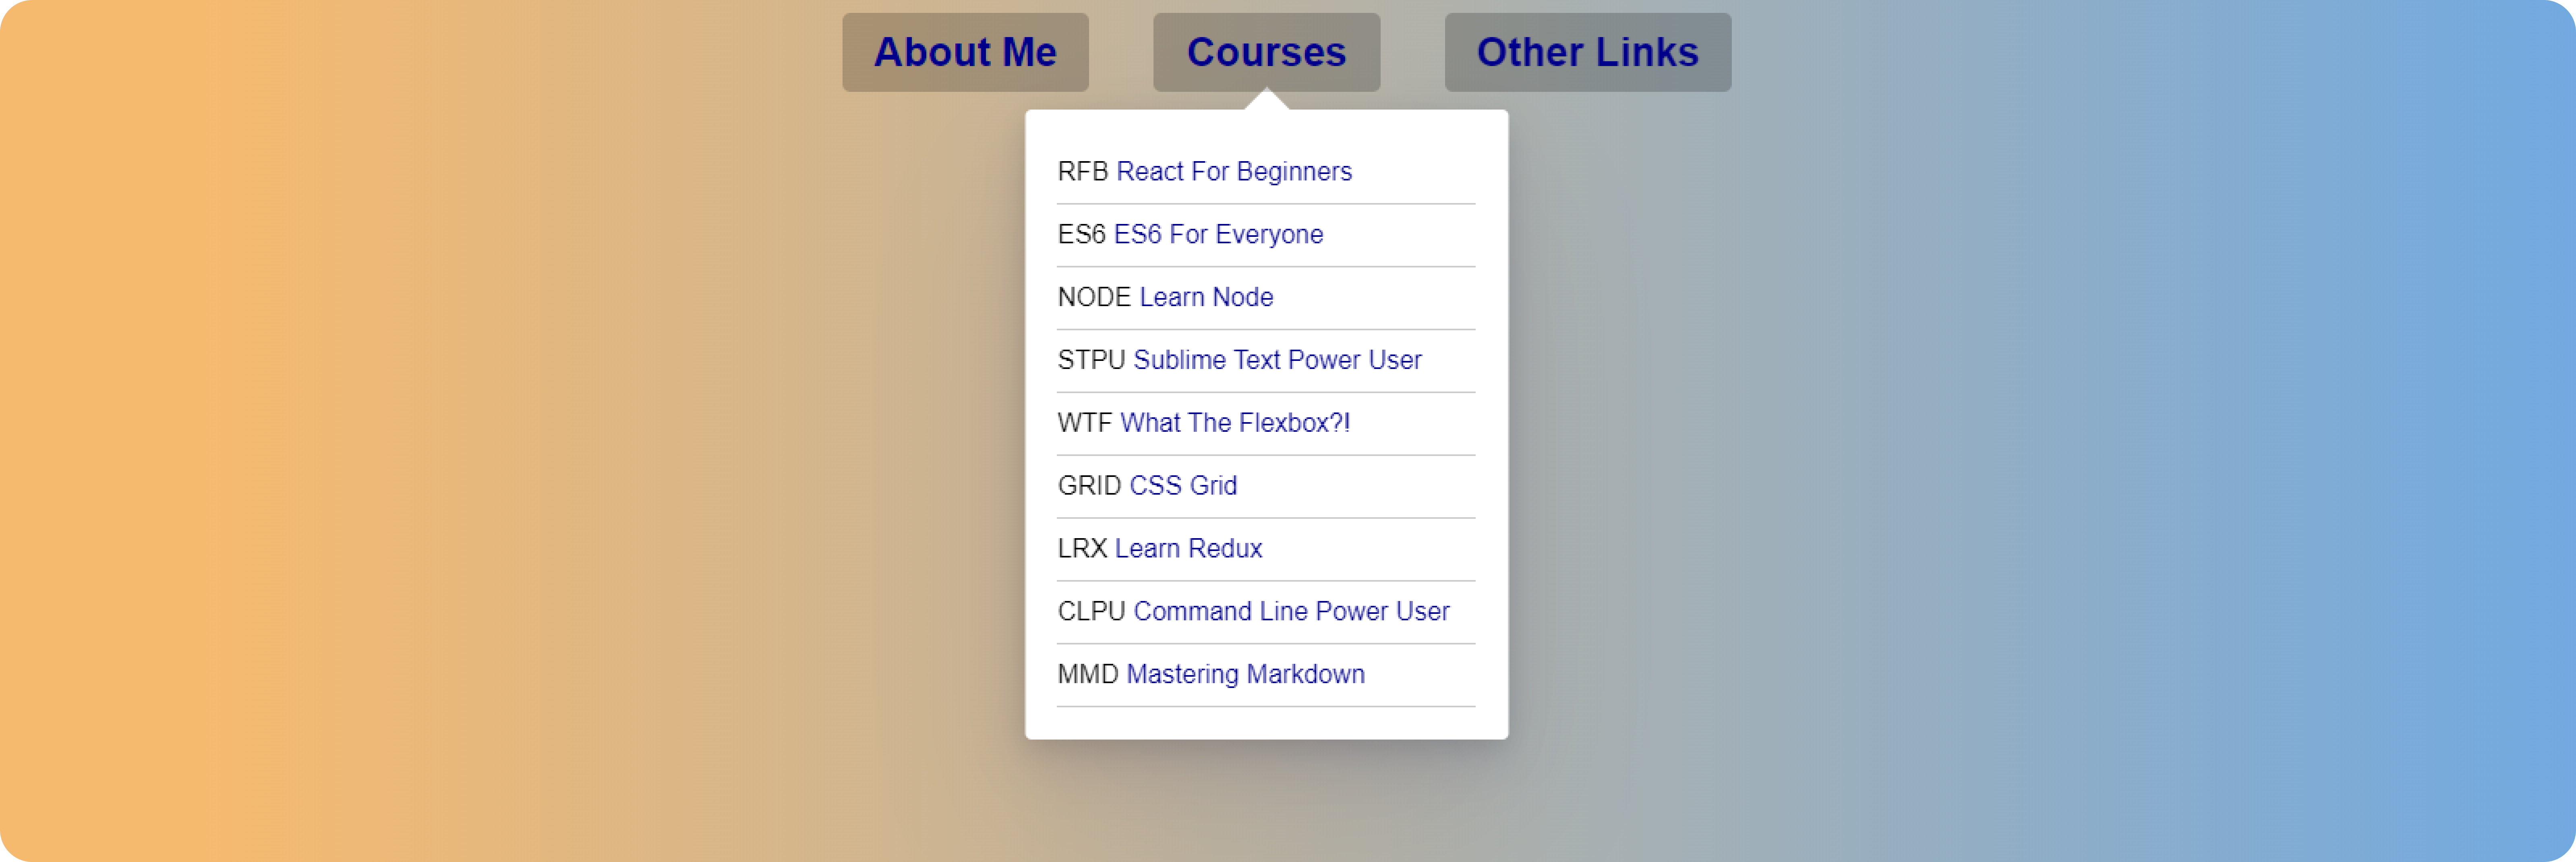 About Me Courses Other Links
RFB React For Beginners
ES6 ES6 For Everyone
NODE Learn Node
STPU Sublime Text Power User
WTF What The Flexbox?!
GRID CSS Grid
LRX Learn Redux
CLPU Command Line Power User
MMD Mastering Markdown